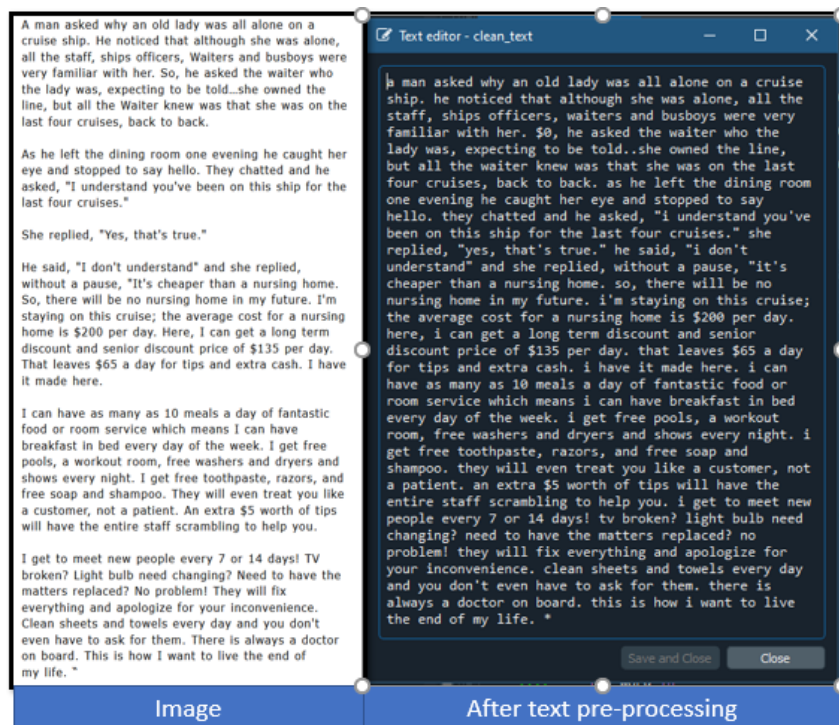 A man asked why an old lady was all alone on a
cruise ship. He noticed that although she was alone,
all the staff, ships officers, Waiters and busboys were
very familiar with her. So, he asked the waiter who
the lady was, expecting to be told...she owned the
line, but all the Waiter knew was that she was on the
last four cruises, back to back.
As he left the dining room one evening he caught her
eye and stopped to say hello. They chatted and he
asked, "I understand you've been on this ship for the
last four cruises."
She replied, "Yes, that's true."
He said, "I don't understand" and she replied,
without a pause, "It's cheaper than a nursing home.
So, there will be no nursing home in my future. I'm
staying on this cruise; the average cost for a nursing
home is $200 per day. Here, I can get a long term
discount and senior discount price of $135 per day.
That leaves $65 a day for tips and extra cash. I have
it made here.
I can have as many as 10 meals a day of fantastic
food or room service which means I can have
breakfast in bed every day of the week. I get free
pools, a workout room, free washers and dryers and
shows every night. I get free toothpaste, razors, and
free soap and shampoo. They will even treat you like
a customer, not a patient. An extra $5 worth of tips
will have the entire staff scrambling to help you.
I get to meet new people every 7 or 14 days! TV
broken? Light bulb need changing? Need to have the
matters replaced? No problem! They will fix
everything and apologize for your inconvenience.
Clean sheets and towels every day and you don't
even have to ask for them. There is always a doctor
on board. This is how I want to live the end of
my life. "
Image
Text editor - clean_text
a man asked why an old lady was all alone on a cruise
ship. he noticed that although she was alone, all the
staff, ships officers, waiters and busboys were very
familiar with her. $0, he asked the waiter who the
lady was, expecting to be told..she owned the line,
but all the waiter knew was that she was on the last
four cruises, back to back. as he left the dining room
one evening he caught her eye and stopped to say
hello. they chatted and he asked, "i understand you've
been on this ship for the last four cruises." she
replied, "yes, that's true." he said, "i don't
understand" and she replied, without a pause, "it's
cheaper than a nursing home. so, there will be no
nursing home in my future. i'm staying on this cruise;
the average cost for a nursing home is $200 per day.
here, i can get a long term discount and senior
discount price of $135 per day. that leaves $65 a day
for tips and extra cash. i have it made here. i can
have as many as 10 meals a day of fantastic food or
room service which means i can have breakfast in bed
every day of the week. i get free pools, a workout
room, free washers and dryers and shows every night. i
get free toothpaste, razors, and free soap and
shampoo. they will even treat you like a customer, not
a patient. an extra $5 worth of tips will have the
entire staff scrambling to help you. i get to meet new
people every 7 or 14 days! tv broken? light bulb need
changing? need to have the matters replaced? no
problem! they will fix everything and apologize for
your inconvenience. clean sheets and towels every day
and you don't even have to ask for them. there is
always a doctor on board. this is how i want to live
the end of my life. *
Save and Close
Close
After text pre-processing